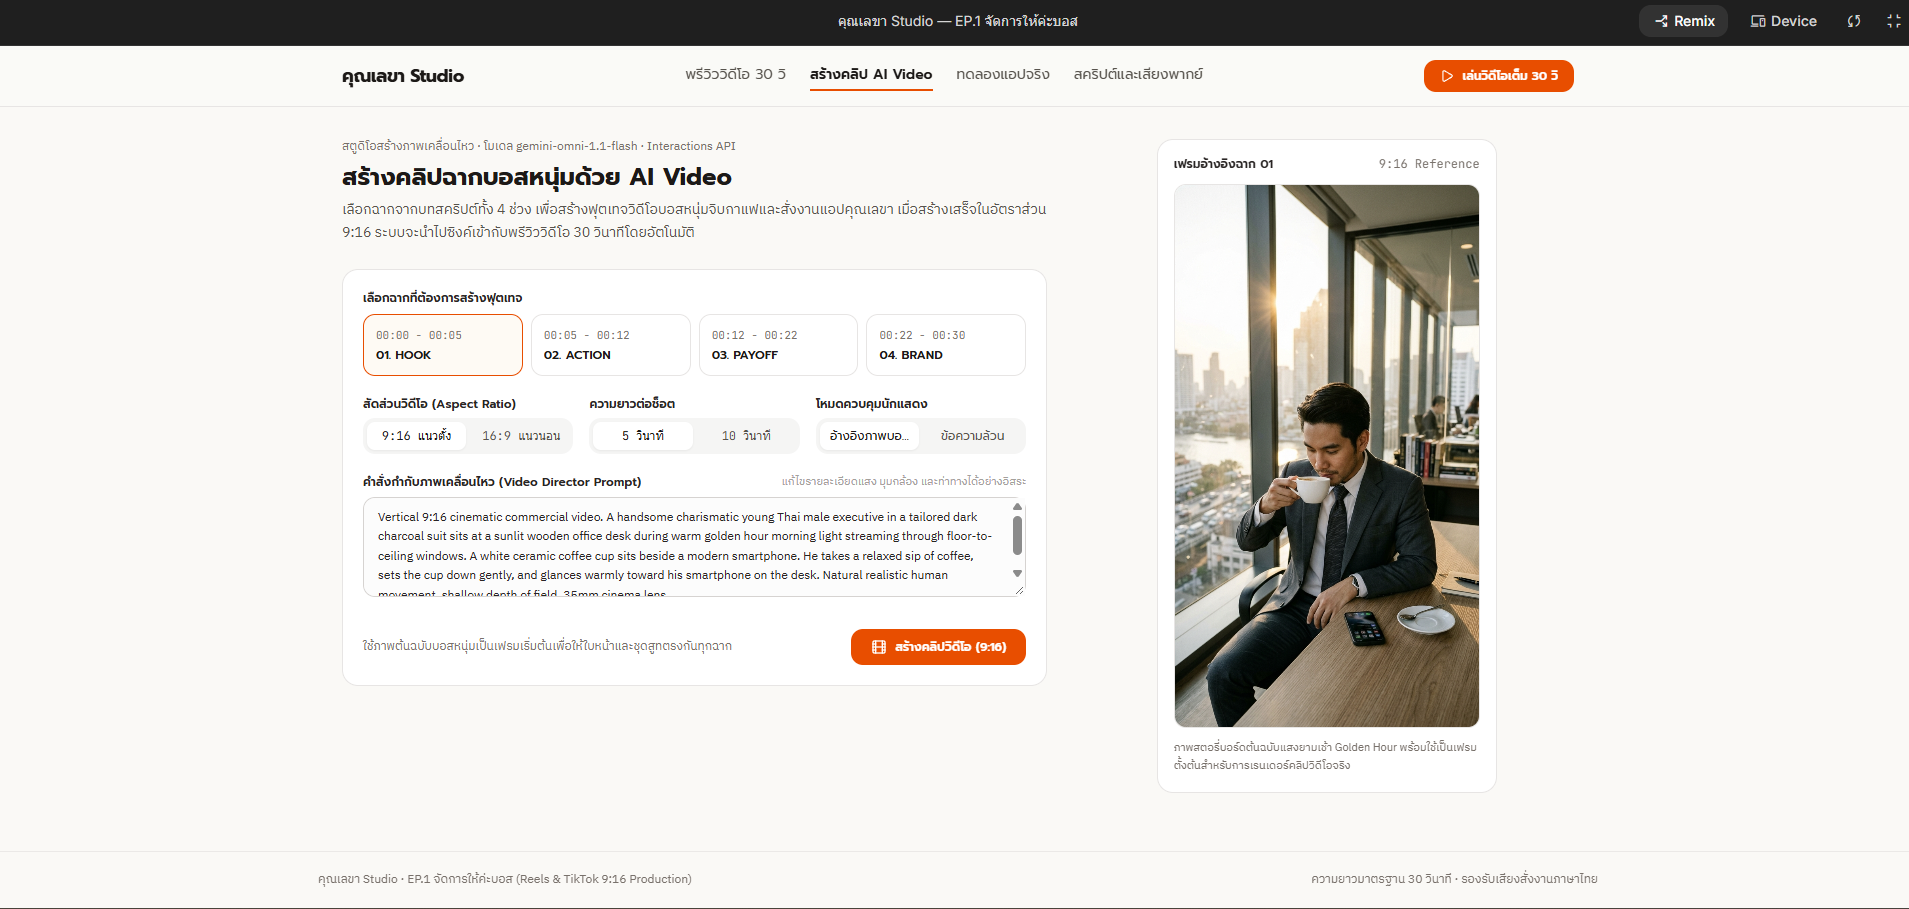 คุณเลขา Studio — EP.1 จัดการให้ค่ะบอส
Remix
Device
คุณเลขา Studio
พรีวิววิดีโอ 30 วิ
สร้างคลิป AI Video
ทดลองแอปจริง
สคริปต์และเสียงพากย์
เล่นวิดีโอเต็ม 30 วิ
สตูดิโอสร้างภาพเคลื่อนไหว · โมเดล gemini-omni-1.1-flash · Interactions API
สร้างคลิปฉากบอสหนุ่มด้วย AI Video
เลือกฉากจากบทสคริปต์ทั้ง 4 ช่วง เพื่อสร้างฟุตเทจวิดีโอบอสหนุ่มจิบกาแฟและสั่งงานแอปคุณเลขา เมื่อสร้างเสร็จในอัตราส่วน
9:16 ระบบจะนำไปซิงค์เข้ากับพรีวิววิดีโอ 30 วินาทีโดยอัตโนมัติ
เลือกฉากที่ต้องการสร้างฟุตเทจ
00:00 - 00:05
01. HOOK
00:05 - 00:12
02. ACTION
00:12 - 00:22
03. PAYOFF
00:22 - 00:30
04. BRAND
สัดส่วนวิดีโอ (Aspect Ratio)
9:16 แนวตั้ง
16:9 แนวนอน
ความยาวต่อช็อต
5 วินาที
10 วินาที
โหมดควบคุมนักแสดง
อ้างอิงภาพบอ...
ข้อความล้วน
คำสั่งกำกับภาพเคลื่อนไหว (Video Director Prompt)
แก้ไขรายละเอียดแสง มุมกล้อง และท่าทางได้อย่างอิสระ
Vertical 9:16 cinematic commercial video. A handsome charismatic young Thai male executive in a tailored dark
charcoal suit sits at a sunlit wooden office desk during warm golden hour morning light streaming through floor-to-
ceiling windows. A white ceramic coffee cup sits beside a modern smartphone. He takes a relaxed sip of coffee,
sets the cup down gently, and glances warmly toward his smartphone on the desk. Natural realistic human
movement, shallow depth of field, 35mm cinema lens.
ใช้ภาพต้นฉบับบอสหนุ่มเป็นเฟรมเริ่มต้นเพื่อให้ใบหน้าและชุดสูทตรงกันทุกฉาก
สร้างคลิปวิดีโอ (9:16)
เฟรมอ้างอิงฉาก 01
9:16 Reference
ภาพสตอรี่บอร์ดต้นฉบับแสงยามเช้า Golden Hour พร้อมใช้เป็นเฟรม
ตั้งต้นสำหรับการเรนเดอร์คลิปวิดีโอจริง
คุณเลขา Studio · EP.1 จัดการให้ค่ะบอส (Reels & TikTok 9:16 Production)
ความยาวมาตรฐาน 30 วินาที · รองรับเสียงสั่งงานภาษาไทย